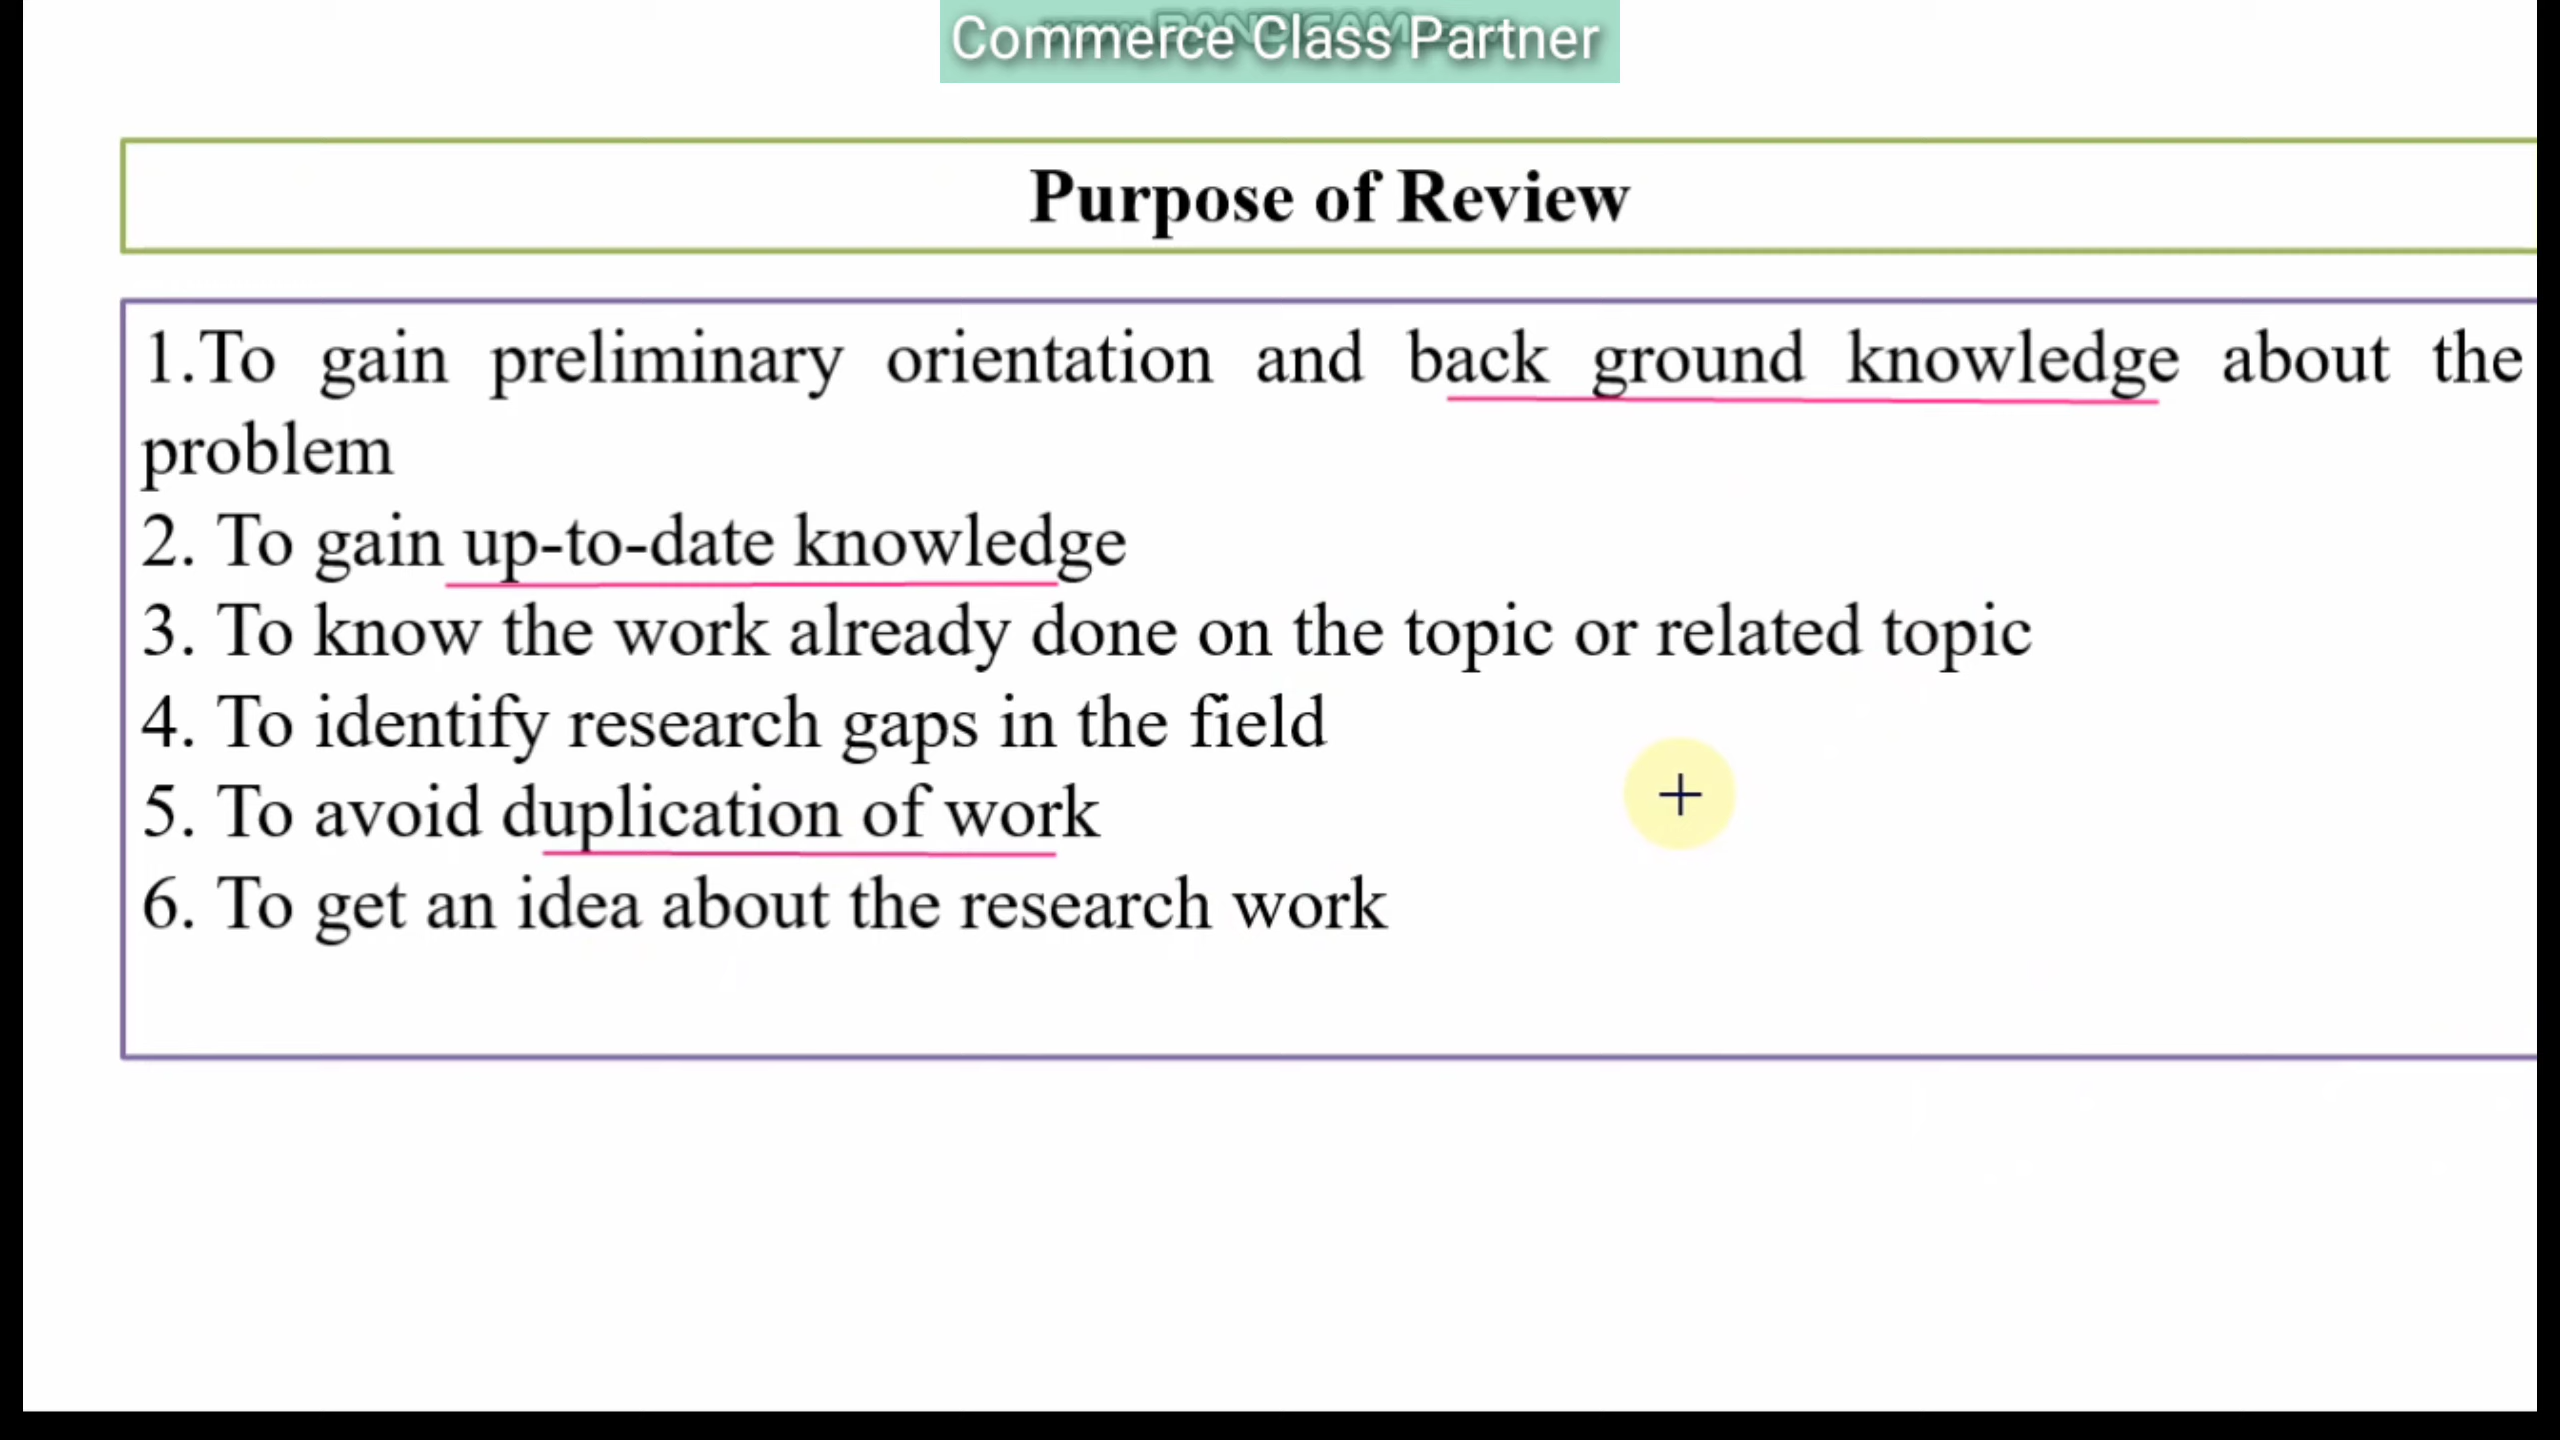 Commerce Class Partner
Purpose of Review
1.To gain preliminary orientation and back ground knowledge about the
problem
2. To gain up-to-date knowledge
3. To know the work already done on the topic or related topic
4. To identify research gaps in the field
5. To avoid duplication of work
6. To get an idea about the research work